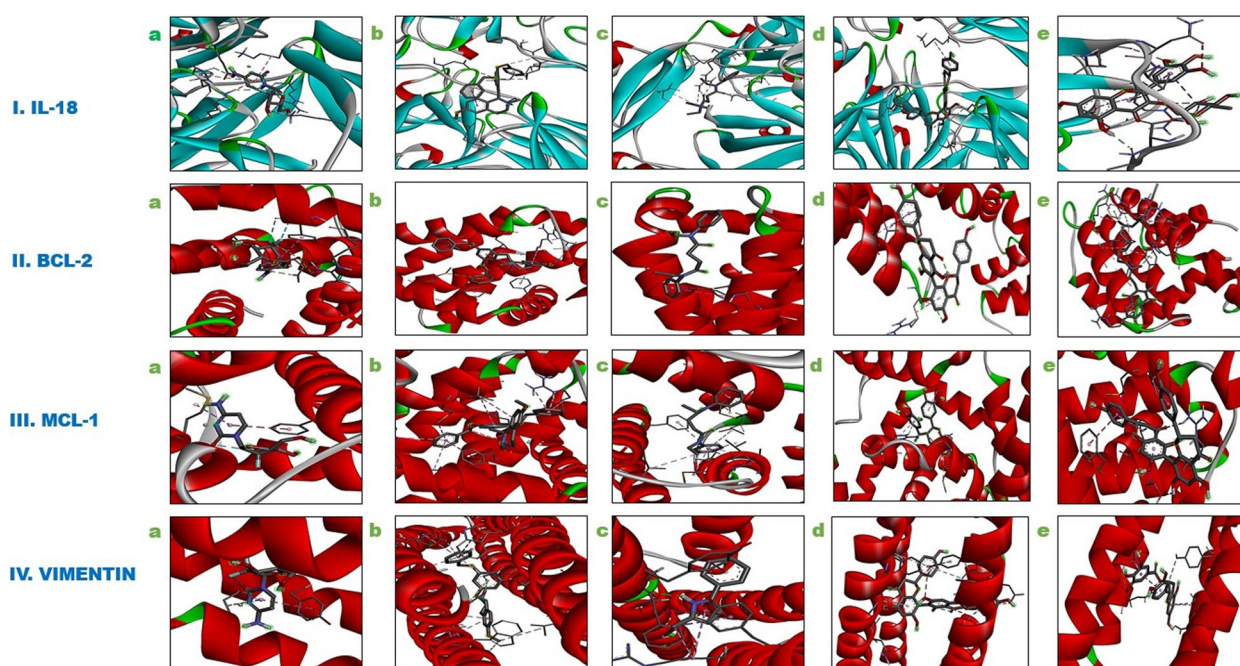 a b c d e
I. IL-18
a b c d e
II. BCL-2
a b c d e
III. MCL-1
a b c d e
IV. VIMENTIN